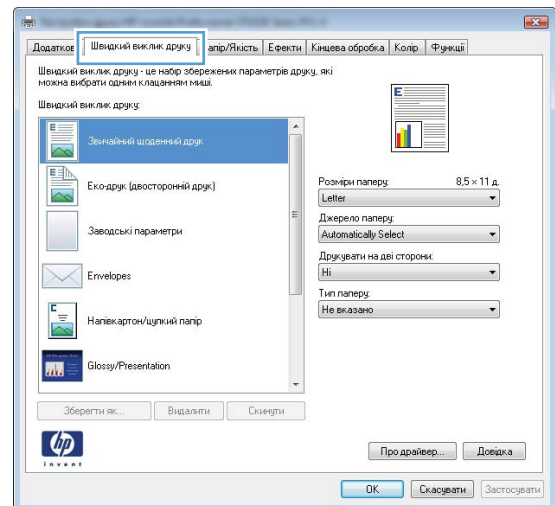 Додатков
Швидкий виклик друку
апір/Якість
Ефекти
Кінцева обробка
Колір
Функції
Швидкий виклик друку - це набір збережених параметрів друку, які
можна вибрати одним клацанням миші.
Швидкий виклик друку:
Звичайний щоденний друк
Еко-друк (двосторонній друк)
Заводські параметри
Envelopes
Напівкартон/цупкий папір
Glossy/Presentation
Розміри паперу: 8,5 × 11 д.
Letter
Джерело паперу:
Automatically Select
Друкувати на дві сторони:
Ні
Тип паперу:
Не вказано
Зберегти як...
Видалити
Скинути
hp
invent
Про драйвер...
Довідка
OK
Скасувати
Застосувати